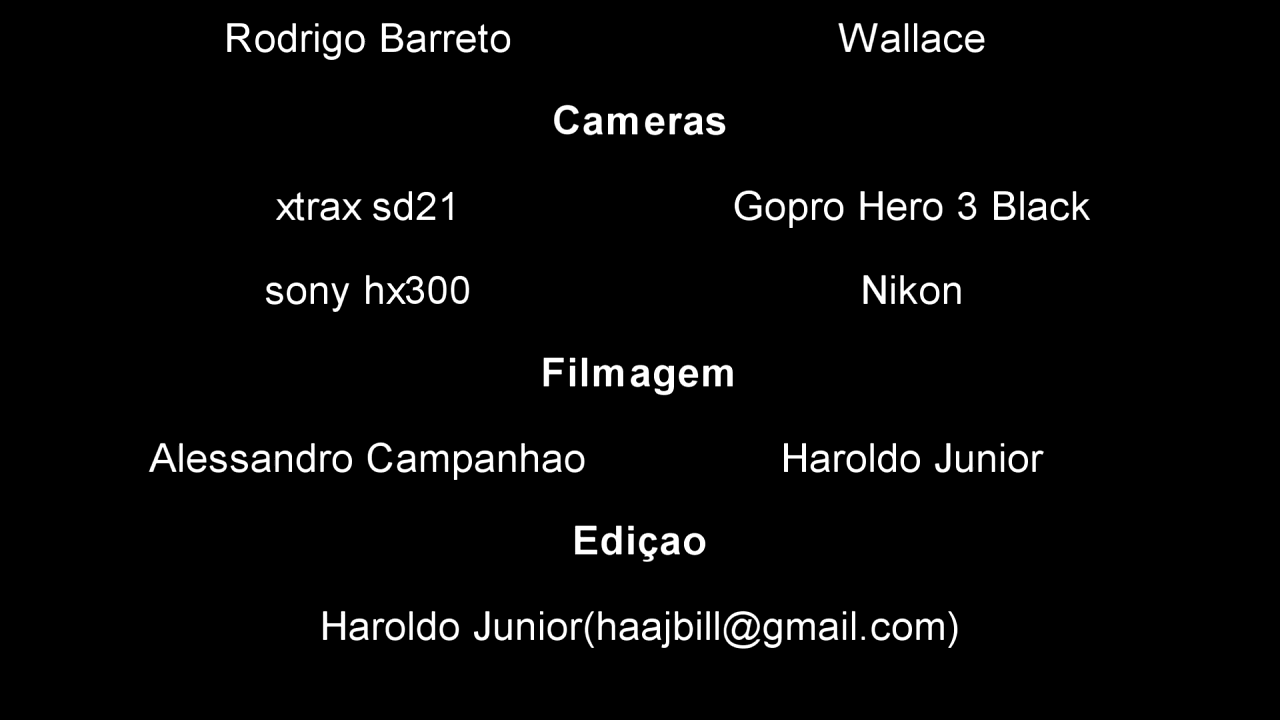 Rodrigo Barreto Wallace
Cameras
xtrax sd21 Gopro Hero 3 Black
sony hx300 Nikon
Filmagem
Alessandro Campanhao Haroldo Junior
Ediçao
Haroldo Junior(haajbill@gmail.com)